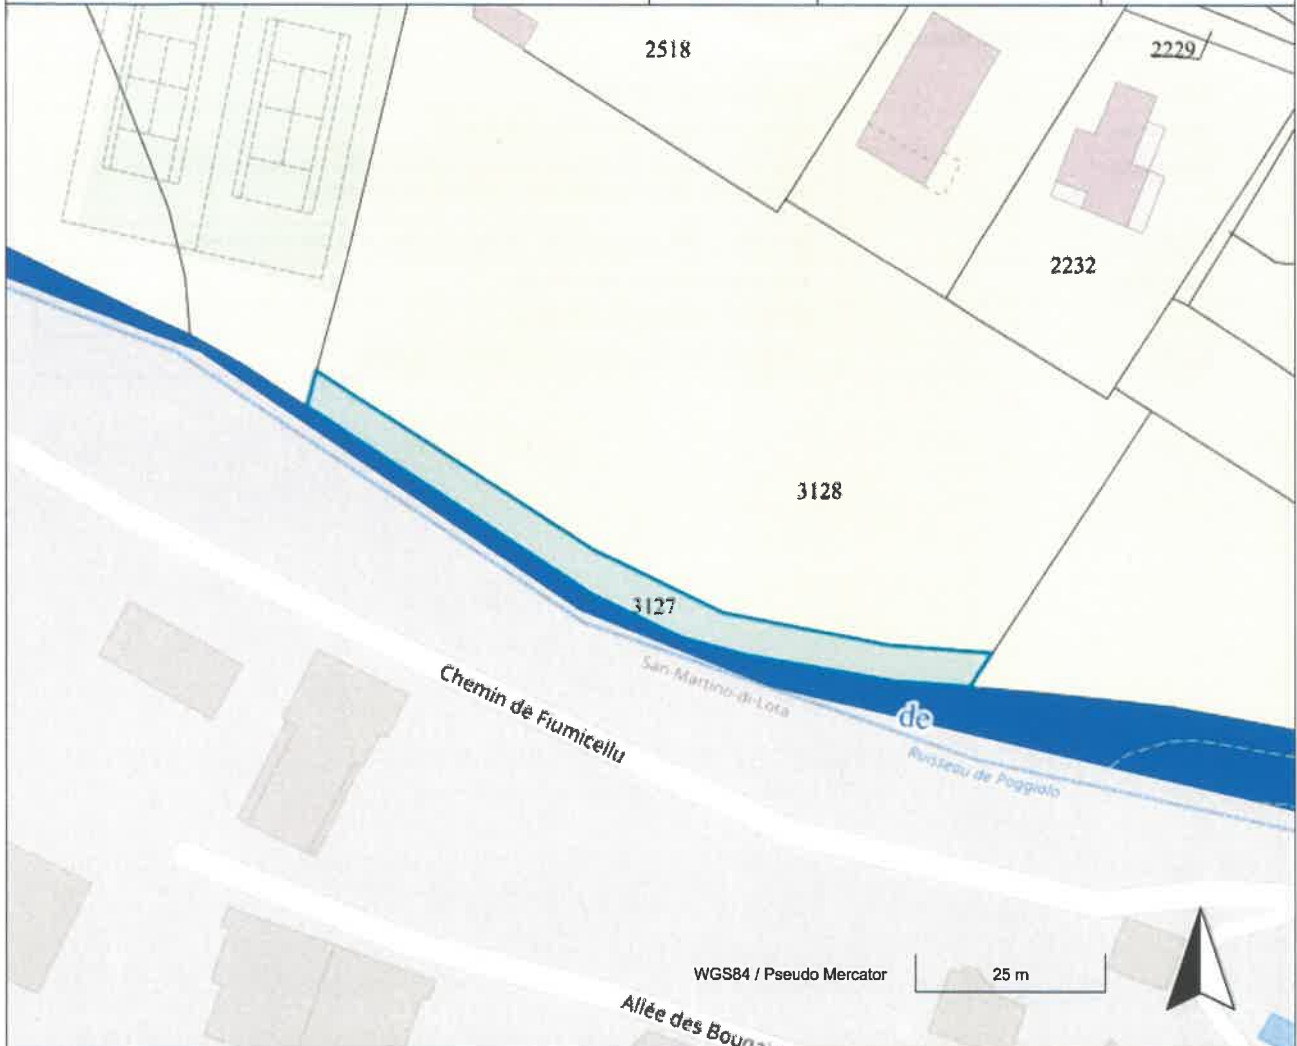 2518
2229
2232
3128
3127
San-Martino-di-Lota
Chemin de Fiumicellu
de
Ruisseau de Poggiolo
WGS84 / Pseudo Mercator
25 m
Allée des